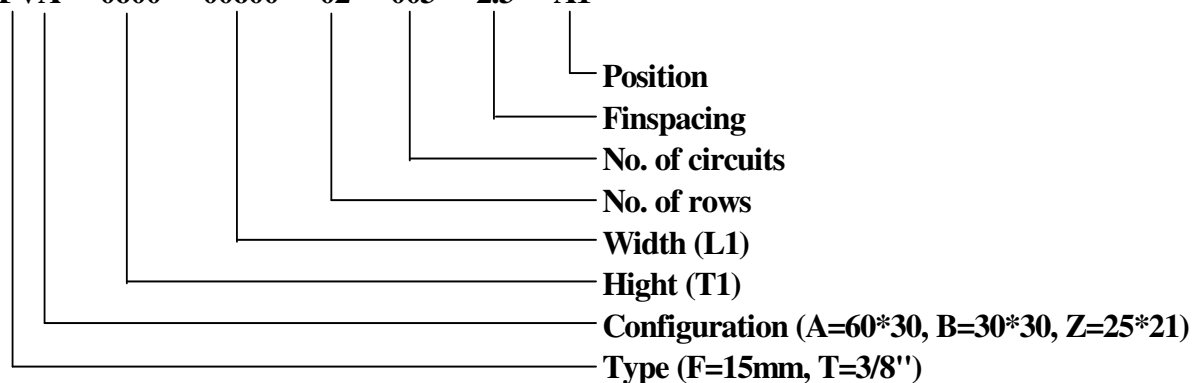 Position
Finspacing
No. of circuits
No. of rows
Width (L1)
Hight (T1)
Configuration (A=60*30, B=30*30, Z=25*21)
Type (F=15mm, T=3/8")